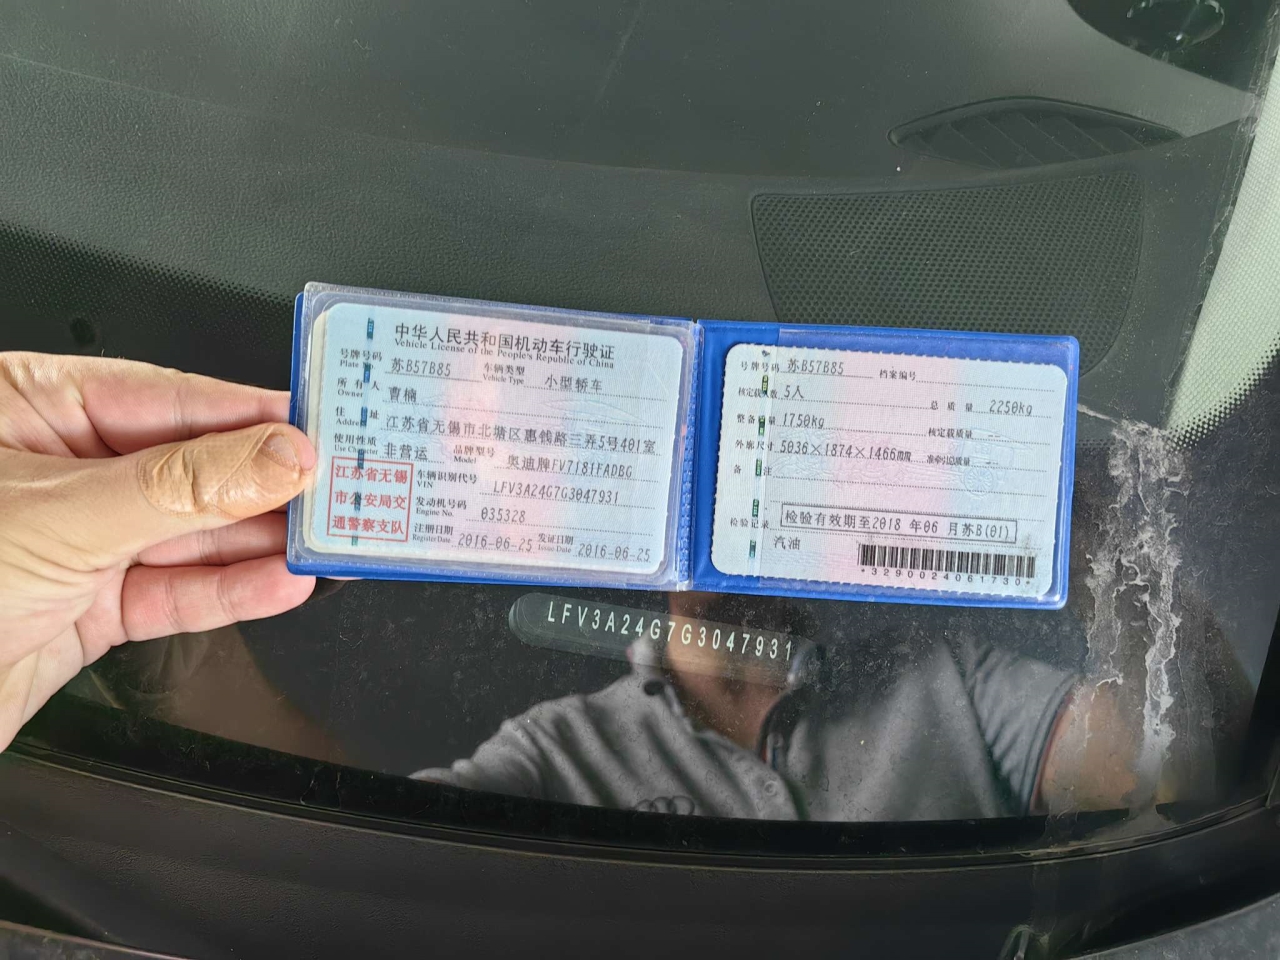 中华人民共和国机动车行驶证
Vehicle License of the People's Republic of China
号牌号码 苏B57B85 车辆类型 小型轿车
Plate No. Vehicle Type
所有人 曹楠
Owner
住址 江苏省无锡市北塘区惠钱路三弄5号401室
Address
使用性质 非营运 品牌型号 奥迪牌FV7181FADBG
Use Character Model
江苏省无锡市公安局交通警察支队
车辆识别代号 LFV3A24G7G3047931
VIN
发动机号码 035328
Engine No.
注册日期 2016-06-25 发证日期 2016-06-25
Register Date Issue Date
号牌号码 苏B57B85 档案编号
核定载人数 5人 总质量 2250kg
整备质量 1750kg 核定载质量 --
外廓尺寸 5036×1874×1466mm 准牵引总质量 --
备注
检验记录 检验有效期至2018年06月苏B(01)
汽油
*3290024061730*
LFV3A24G7G3047931